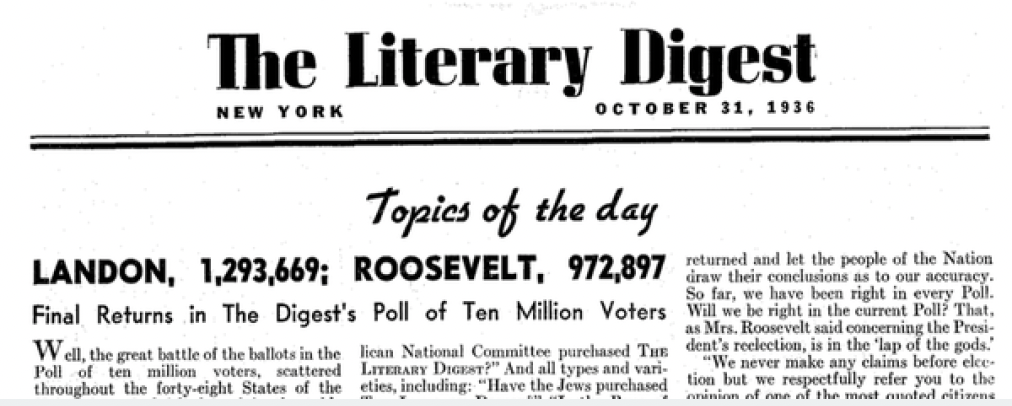 The Literary Digest
NEW YORK OCTOBER 31, 1936
Topics of the day
LANDON, 1,293,669; ROOSEVELT, 972,897
Final Returns in The Digest's Poll of Ten Million Voters
Well, the great battle of the ballots in the
Poll of ten million voters, scattered
throughout the forty-eight States of the
lican National Committee purchased THE
LITERARY DIGEST?" And all types and vari-
eties, including: "Have the Jews purchased
returned and let the people of the Nation
draw their conclusions as to our accuracy.
So far, we have been right in every Poll.
Will we be right in the current Poll? That,
as Mrs. Roosevelt said concerning the Presi-
dent's reelection, is in the 'lap of the gods.'
"We never make any claims before elec-
tion but we respectfully refer you to the
opinion of one of the most quoted citizens